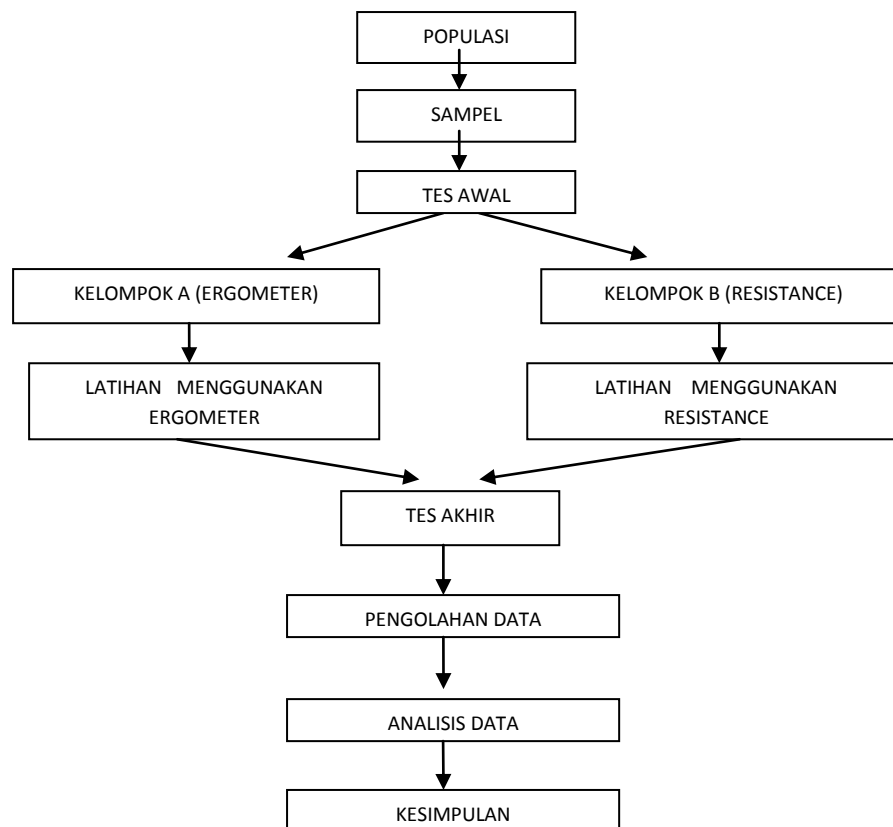 POPULASI
SAMPEL
TES AWAL
KELOMPOK A (ERGOMETER)
KELOMPOK B (RESISTANCE)
LATIHAN MENGGUNAKAN
ERGOMETER
LATIHAN MENGGUNAKAN
RESISTANCE
TES AKHIR
PENGOLAHAN DATA
ANALISIS DATA
KESIMPULAN